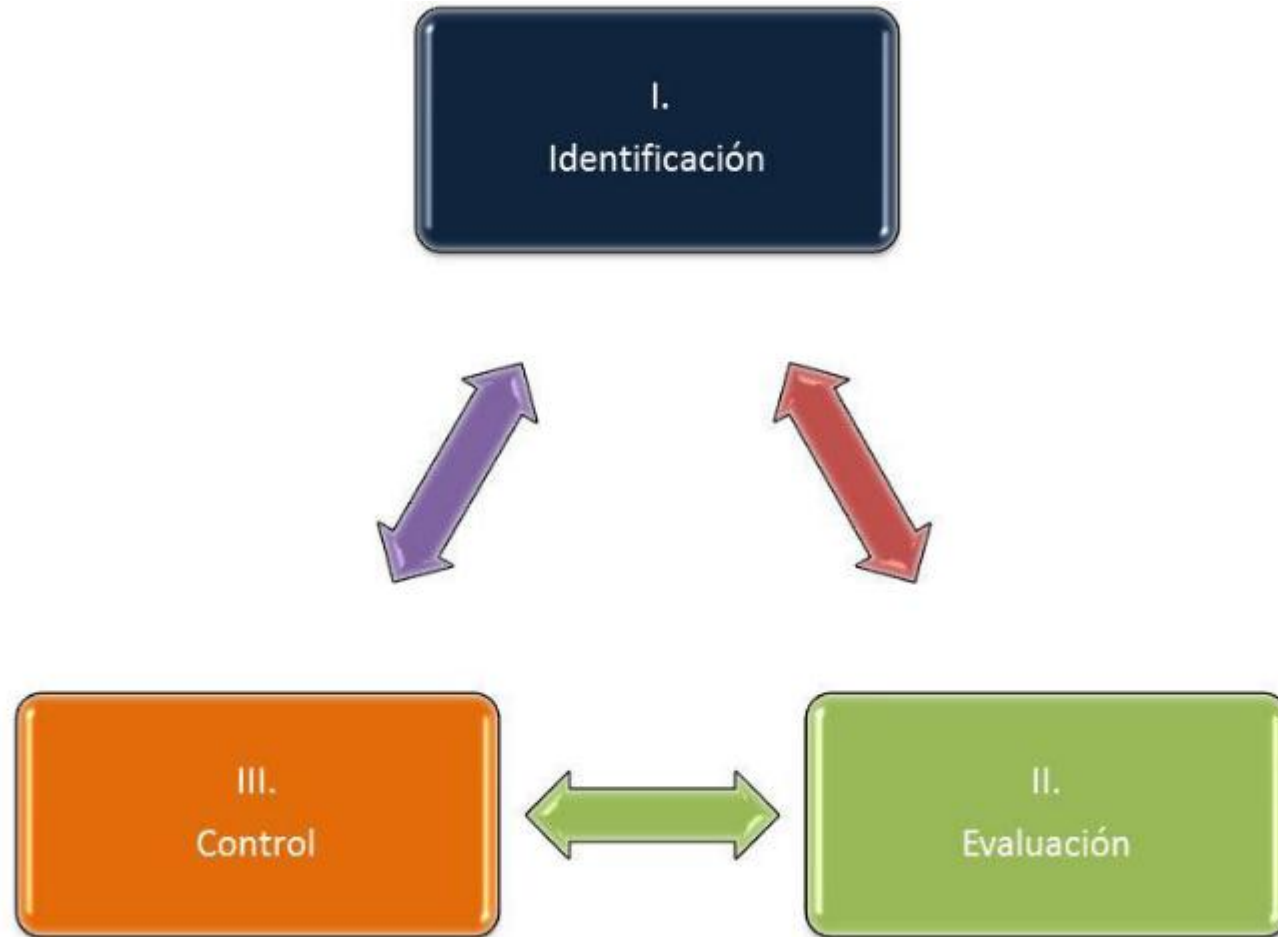 I.
Identificación
III.
Control
II.
Evaluación